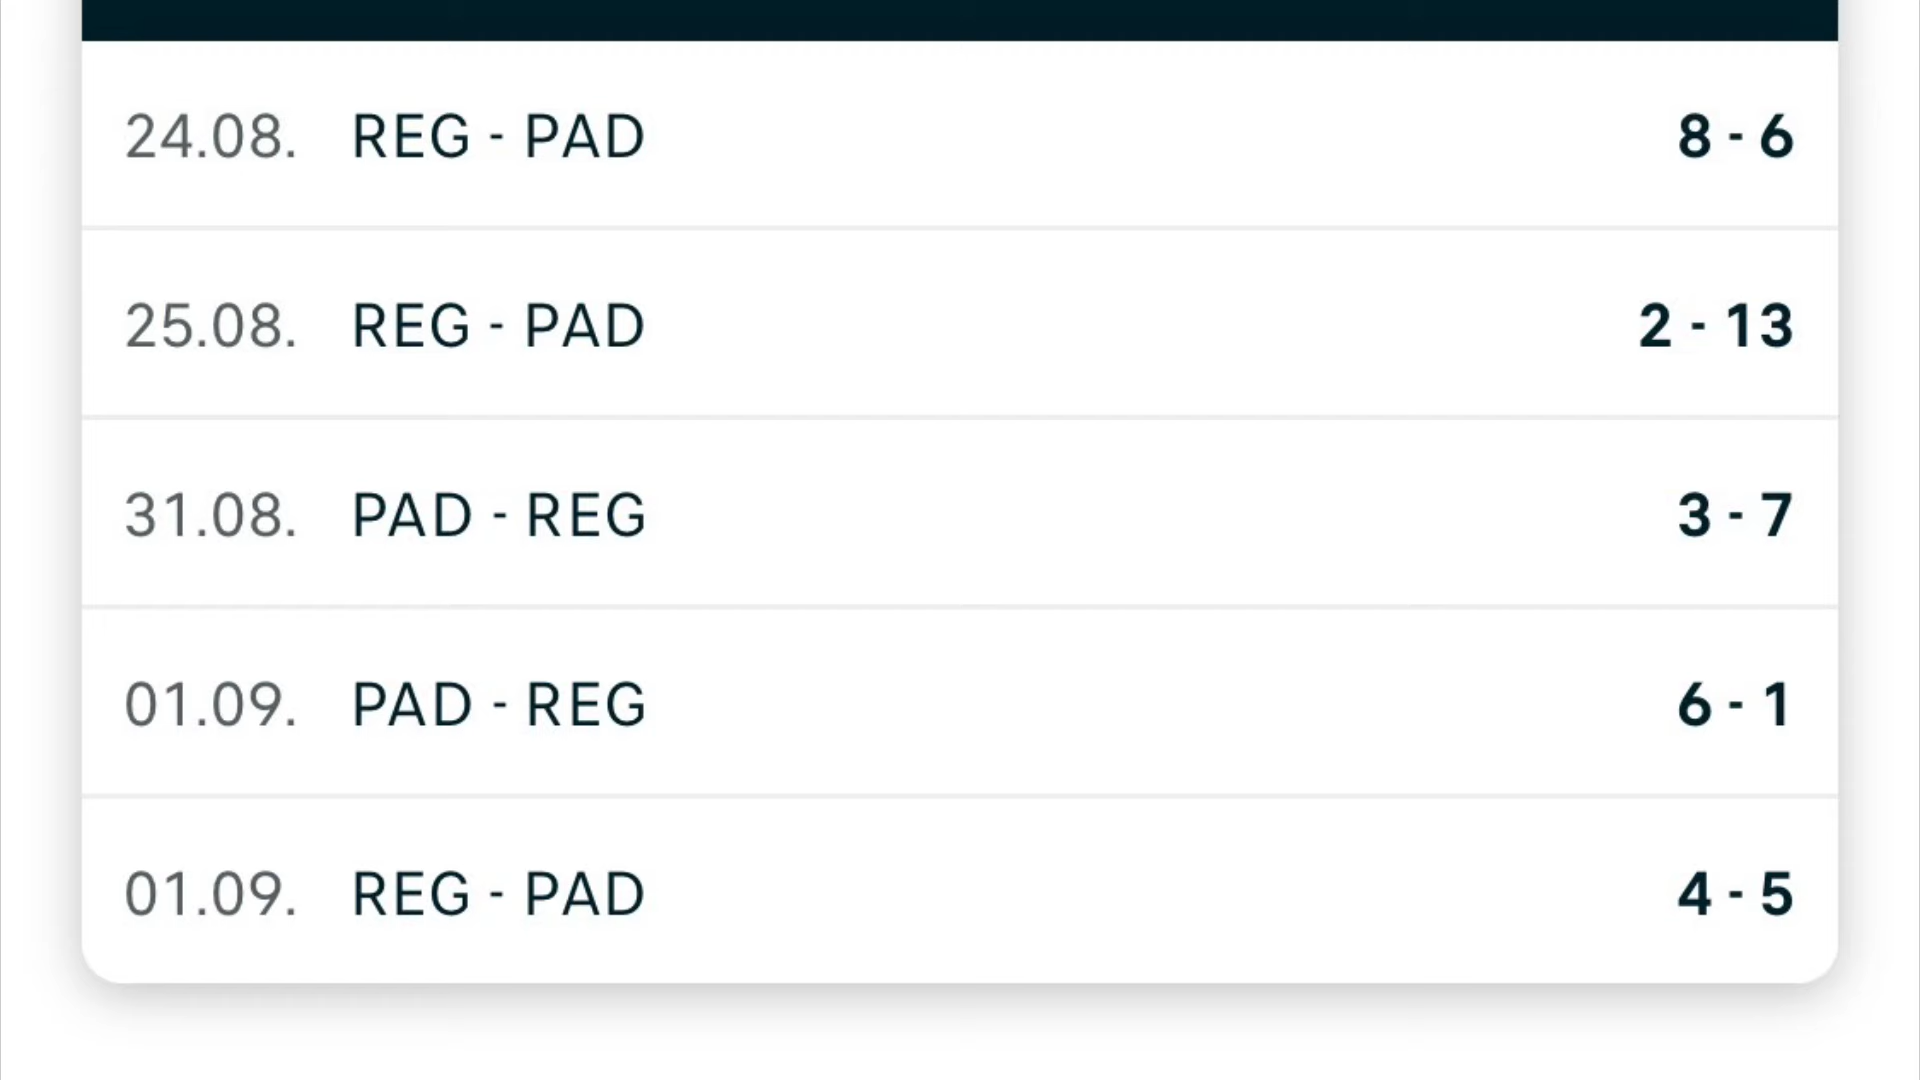 24.08. REG - PAD 8 - 6
25.08. REG - PAD 2 - 13
31.08. PAD - REG 3 - 7
01.09. PAD - REG 6 - 1
01.09. REG - PAD 4 - 5